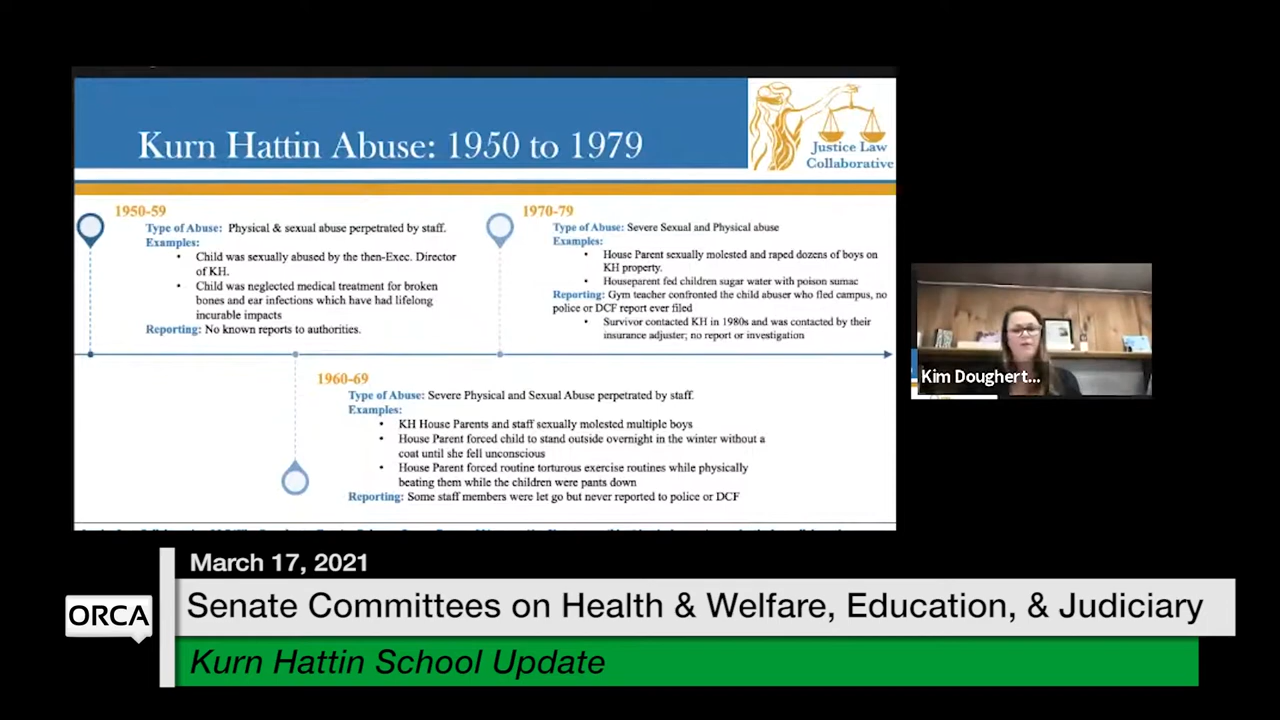 Kurn Hattin Abuse: 1950 to 1979
Justice Law
Collaborative
1950-59
Type of Abuse: Physical & sexual abuse perpetrated by staff.
Examples:
• Child was sexually abused by the then-Exec. Director
of KH.
• Child was neglected medical treatment for broken
bones and ear infections which have had lifelong
incurable impacts
Reporting: No known reports to authorities.
1970-79
Type of Abuse: Severe Sexual and Physical abuse
Examples:
• House Parent sexually molested and raped dozens of boys on
KH property.
• Houseparent fed children sugar water with poison sumac
Reporting: Gym teacher confronted the child abuser who fled campus, no
police or DCF report ever filed
• Survivor contacted KH in 1980s and was contacted by their
insurance adjuster; no report or investigation
1960-69
Type of Abuse: Severe Physical and Sexual Abuse perpetrated by staff.
Examples:
• KH House Parents and staff sexually molested multiple boys
• House Parent forced child to stand outside overnight in the winter without a
coat until she fell unconscious
• House Parent forced routine torturous exercise routines while physically
beating them while the children were pants down
Reporting: Some staff members were let go but never reported to police or DCF
Kim Doughert...
March 17, 2021
ORCA
Senate Committees on Health & Welfare, Education, & Judiciary
Kurn Hattin School Update